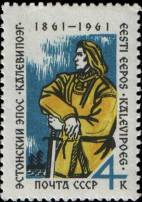 1861-1961
ЭСТОНСКИЙ ЭПОС "КАЛЕВИПОЭГ"
EESTI EEPOS "KALEVIPOEG"
4 К
ПОЧТА СССР